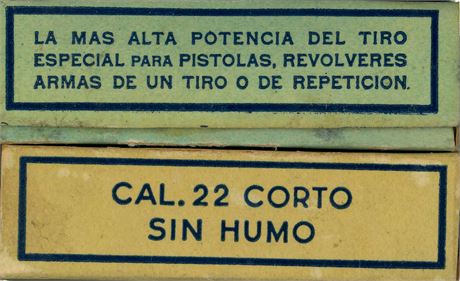 LA MAS ALTA POTENCIA DEL TIRO
ESPECIAL PARA PISTOLAS, REVOLVERES
ARMAS DE UN TIRO O DE REPETICION.
CAL. 22 CORTO
SIN HUMO